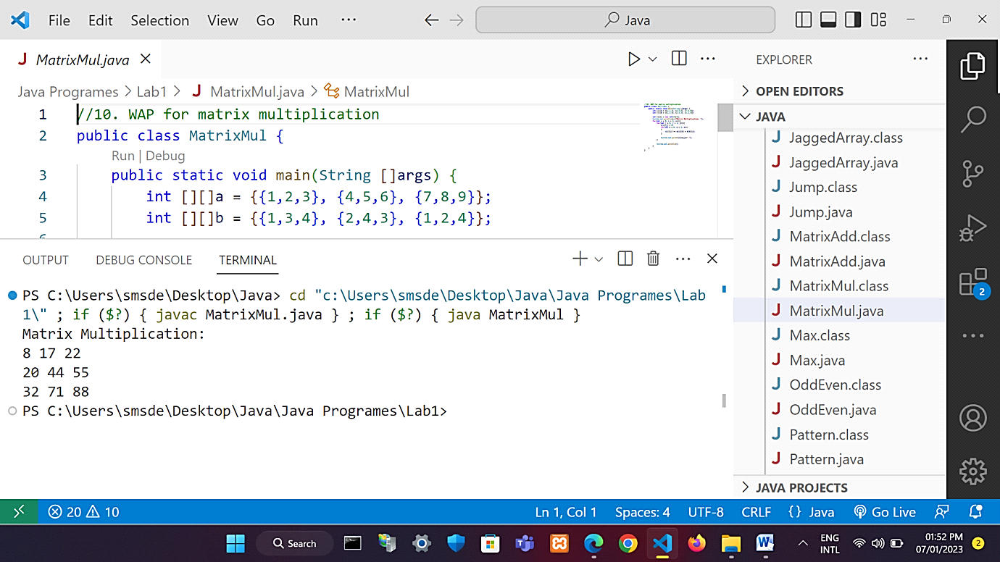 File Edit Selection View Go Run ···
Java
MatrixMul.java
Java Programes > Lab1 > MatrixMul.java > MatrixMul
1 //10. WAP for matrix multiplication
2 public class MatrixMul {
Run | Debug
3 public static void main(String []args) {
4 int [][]a = {{1,2,3}, {4,5,6}, {7,8,9}};
5 int [][]b = {{1,3,4}, {2,4,3}, {1,2,4}};
OUTPUT DEBUG CONSOLE TERMINAL
PS C:\Users\smsde\Desktop\Java> cd "c:\Users\smsde\Desktop\Java\Java Programes\Lab
1\" ; if ($?) { javac MatrixMul.java } ; if ($?) { java MatrixMul }
Matrix Multiplication:
8 17 22
20 44 55
32 71 88
PS C:\Users\smsde\Desktop\Java\Java Programes\Lab1>
EXPLORER
OPEN EDITORS
JAVA
J JaggedArray.class
J JaggedArray.java
J Jump.class
J Jump.java
J MatrixAdd.class
J MatrixAdd.java
J MatrixMul.class
J MatrixMul.java
J Max.class
J Max.java
J OddEven.class
J OddEven.java
J Pattern.class
J Pattern.java
JAVA PROJECTS
2
20 10
Ln 1, Col 1 Spaces: 4 UTF-8 CRLF {} Java Go Live
Search
ENG
INTL
01:52 PM
07/01/2023
2